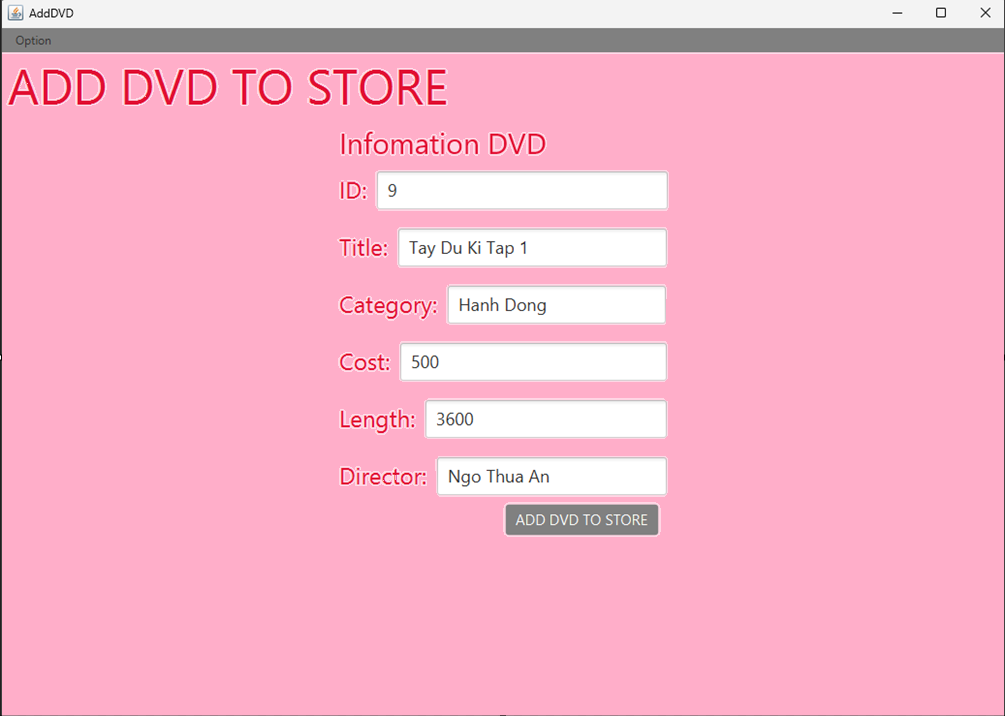 AddDVD
Option
ADD DVD TO STORE
Infomation DVD
ID: 9
Title: Tay Du Ki Tap 1
Category: Hanh Dong
Cost: 500
Length: 3600
Director: Ngo Thua An
ADD DVD TO STORE